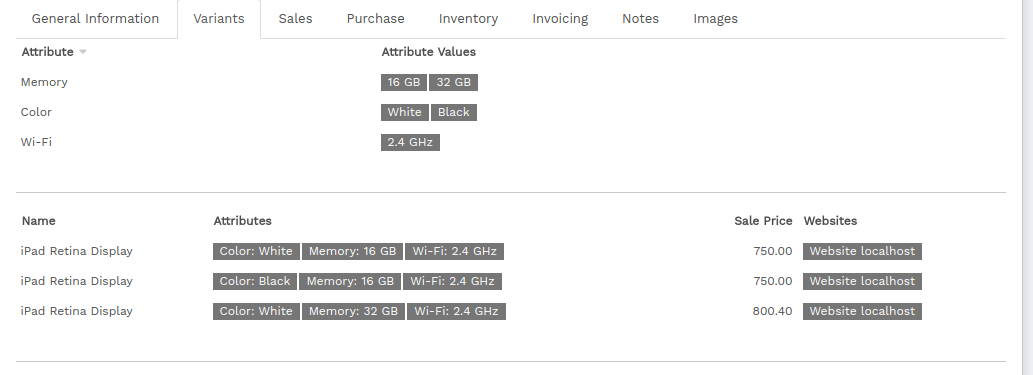 General Information Variants Sales Purchase Inventory Invoicing Notes Images
Attribute Attribute Values
Memory 16 GB 32 GB
Color White Black
Wi-Fi 2.4 GHz
Name Attributes Sale Price Websites
iPad Retina Display Color: White Memory: 16 GB Wi-Fi: 2.4 GHz 750.00 Website localhost
iPad Retina Display Color: Black Memory: 16 GB Wi-Fi: 2.4 GHz 750.00 Website localhost
iPad Retina Display Color: White Memory: 32 GB Wi-Fi: 2.4 GHz 800.40 Website localhost